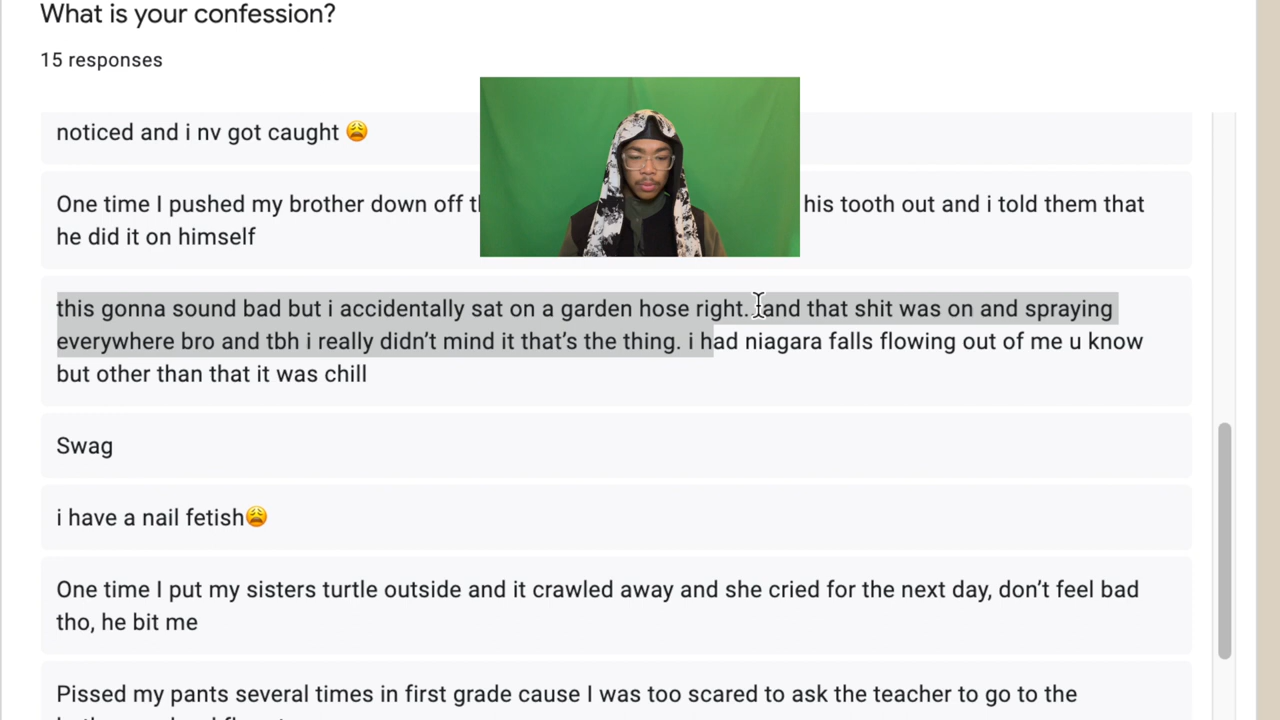 What is your confession?
15 responses
noticed and i nv got caught 😩
One time I pushed my brother down off his tooth out and i told them that
he did it on himself
this gonna sound bad but i accidentally sat on a garden hose right. and that shit was on and spraying
everywhere bro and tbh i really didn’t mind it that’s the thing. i had niagara falls flowing out of me u know
but other than that it was chill
Swag
i have a nail fetish😩
One time I put my sisters turtle outside and it crawled away and she cried for the next day, don’t feel bad
tho, he bit me
Pissed my pants several times in first grade cause I was too scared to ask the teacher to go to the